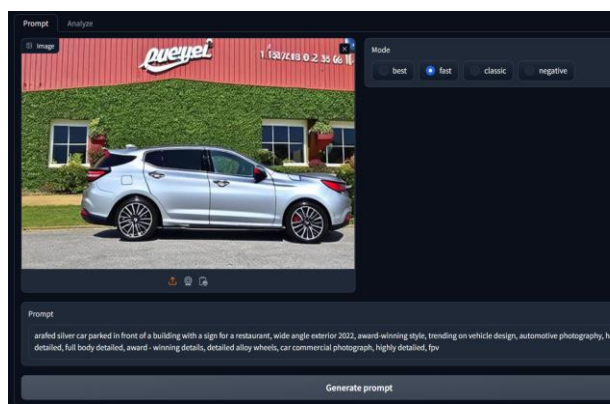 Prompt
Analyze
Image
Mode
best
fast
classic
negative
Prompt
arafed silver car parked in front of a building with a sign for a restaurant, wide angle exterior 2022, award-winning style, trending on vehicle design, automotive photography, h
detailed, full body detailed, award - winning details, detailed alloy wheels, car commercial photograph, highly detailed, fpv
Generate prompt